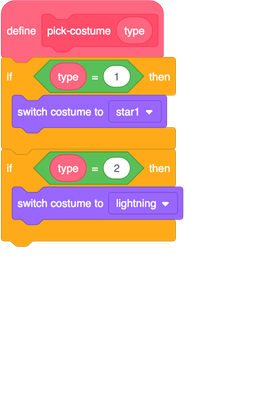 define pick-costume type
if type = 1 then
switch costume to star1
if type = 2 then
switch costume to lightning